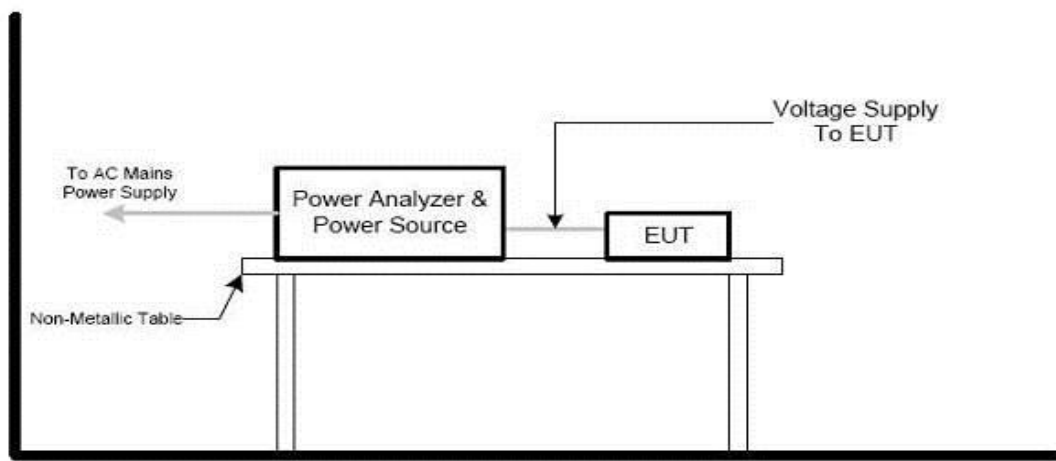 Voltage Supply
To EUT
To AC Mains
Power Supply
Power Analyzer &
Power Source
EUT
Non-Metallic Table